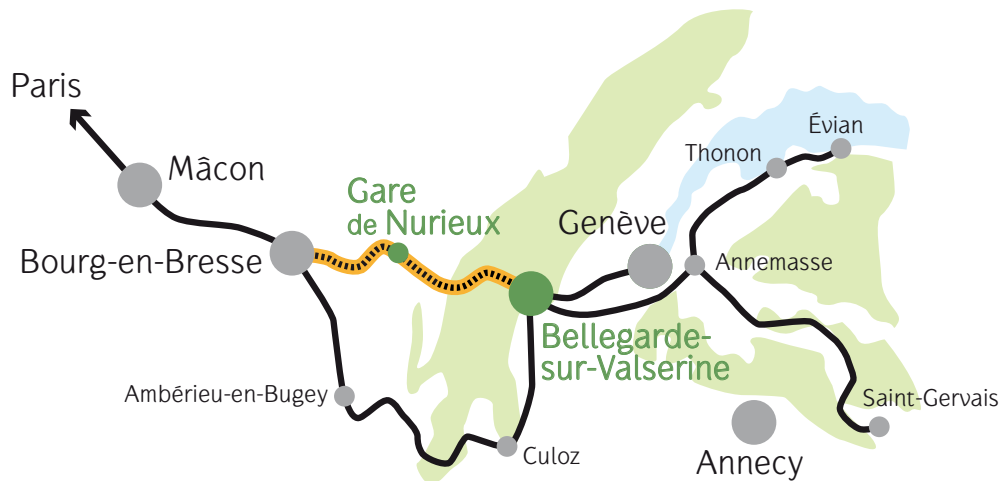 Paris
Mâcon
Bourg-en-Bresse
Gare
de Nurieux
Genève
Thonon
Évian
Annemasse
Bellegarde-
sur-Valserine
Ambérieu-en-Bugey
Culoz
Saint-Gervais
Annecy